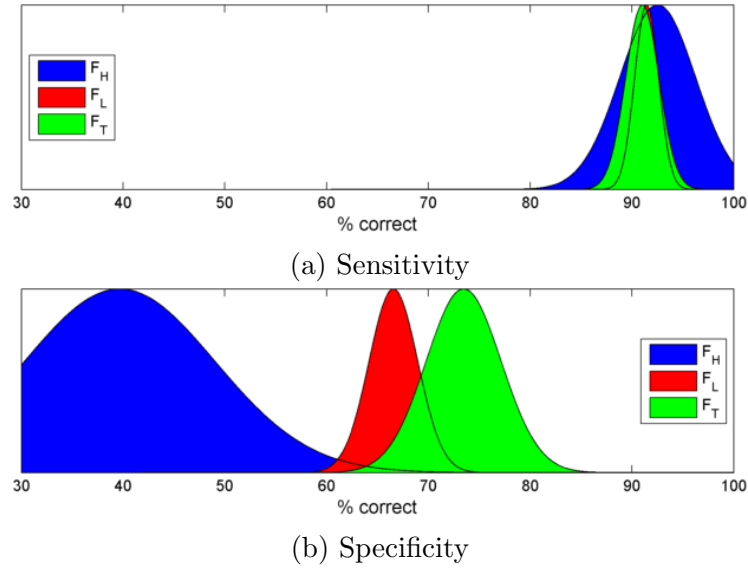 F_H
F_L
F_T
30 40 50 60 70 80 90 100
% correct
(a) Sensitivity
F_H
F_L
F_T
30 40 50 60 70 80 90 100
% correct
(b) Specificity